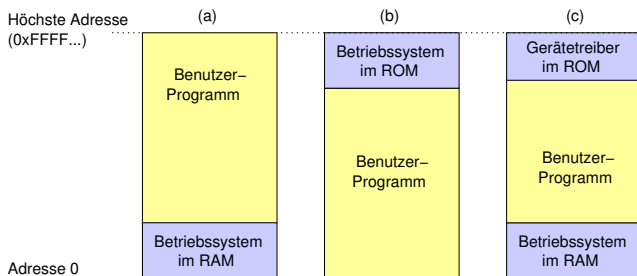 Höchste Adresse
(0xFFFF...)
(a)
(b)
(c)
Benutzer–
Programm
Betriebssystem
im RAM
Betriebssystem
im ROM
Benutzer–
Programm
Gerätetreiber
im ROM
Benutzer–
Programm
Betriebssystem
im RAM
Adresse 0